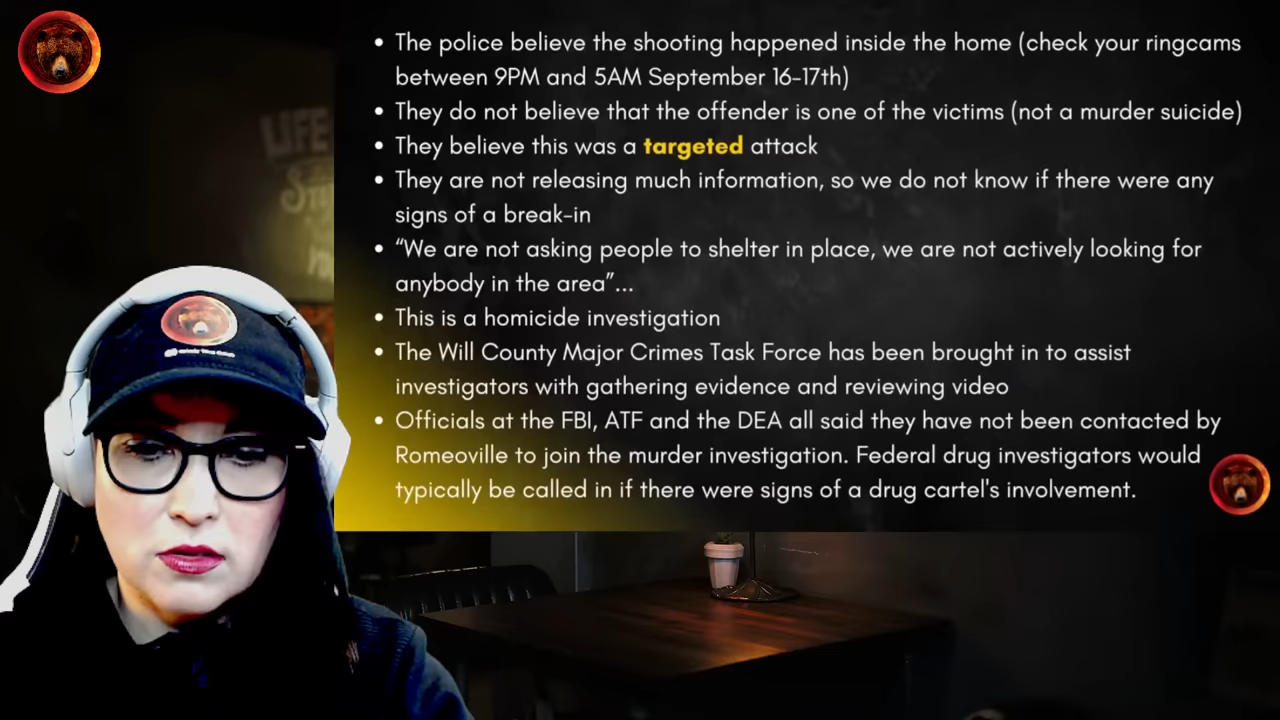 • The police believe the shooting happened inside the home (check your ringcams
between 9PM and 5AM September 16-17th)
• They do not believe that the offender is one of the victims (not a murder suicide)
• They believe this was a targeted attack
• They are not releasing much information, so we do not know if there were any
signs of a break-in
• “We are not asking people to shelter in place, we are not actively looking for
anybody in the area”...
• This is a homicide investigation
• The Will County Major Crimes Task Force has been brought in to assist
investigators with gathering evidence and reviewing video
• Officials at the FBI, ATF and the DEA all said they have not been contacted by
Romeoville to join the murder investigation. Federal drug investigators would
typically be called in if there were signs of a drug cartel's involvement.
LIFE